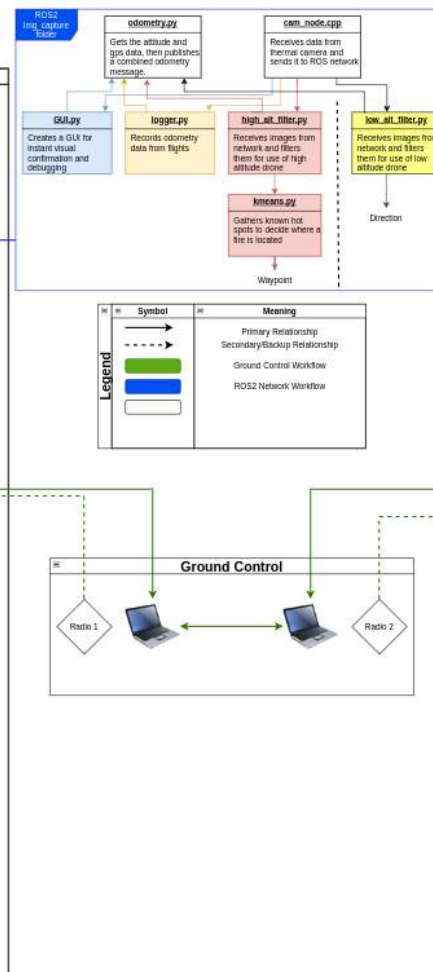 ROS2
img_capture
folder
odometry.py
Gets the attitude and
gps data, then publishes
a combined odometry
message.
cam_node.cpp
Receives data from
thermal camera and
sends it to ROS network
GUI.py
Creates a GUI for
instant visual
confirmation and
debugging
logger.py
Records odometry
data from flights
high_alt_filter.py
Receives images from
network and filters
them for use of high
altitude drone
low_alt_filter.py
Receives images fro
network and filters
them for use of low
altitude drone
kmeans.py
Gathers known hot
spots to decide where a
fire is located
Direction
Waypoint
Legend
Symbol
Meaning
Primary Relationship
Secondary/Backup Relationship
Ground Control Workflow
ROS2 Network Workflow
Ground Control
Radio 1
Radio 2